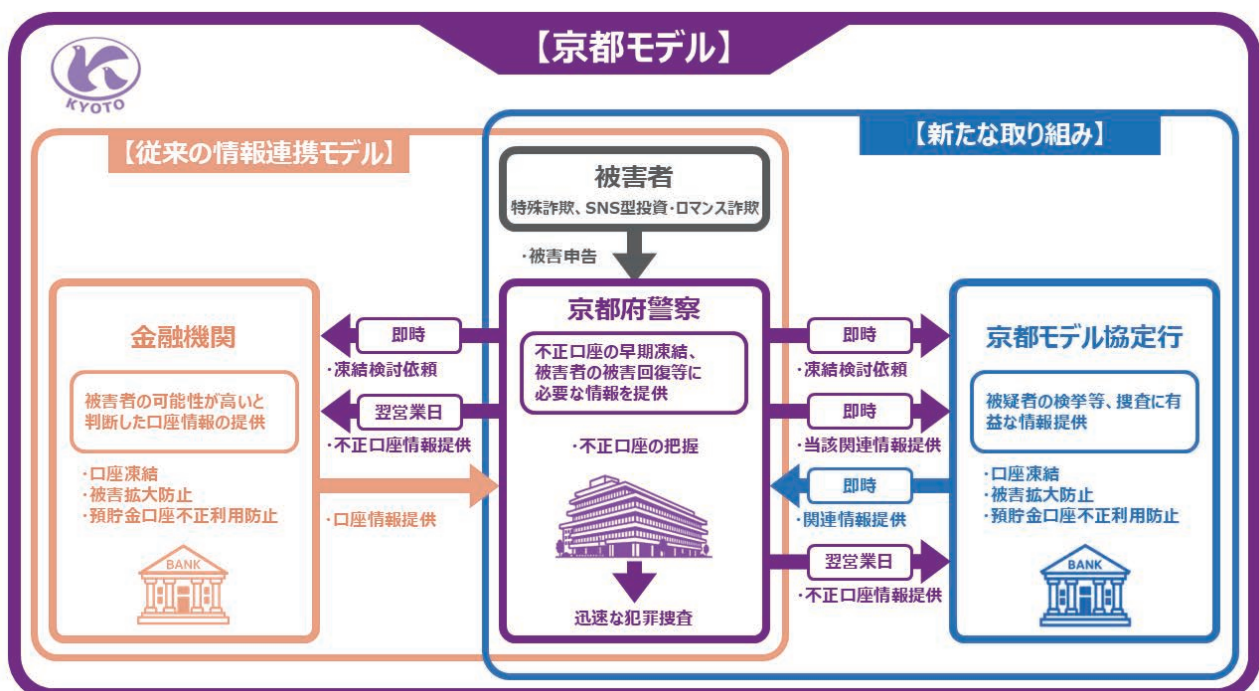 【京都モデル】
KYOTO
【従来の情報連携モデル】
【新たな取り組み】
被害者
特殊詐欺、SNS型投資・ロマンス詐欺
・被害申告
金融機関
被害者の可能性が高いと
判断した口座情報の提供
・口座凍結
・被害拡大防止
・預貯金口座不正利用防止
BANK
即時
・凍結検討依頼
翌営業日
・不正口座情報提供
・口座情報提供
京都府警察
不正口座の早期凍結、
被害者の被害回復等に
必要な情報を提供
・不正口座の把握
迅速な犯罪捜査
即時
・凍結検討依頼
即時
・当該関連情報提供
即時
・関連情報提供
翌営業日
・不正口座情報提供
京都モデル協定行
被疑者の検挙等、捜査に有
益な情報提供
・口座凍結
・被害拡大防止
・預貯金口座不正利用防止
BANK